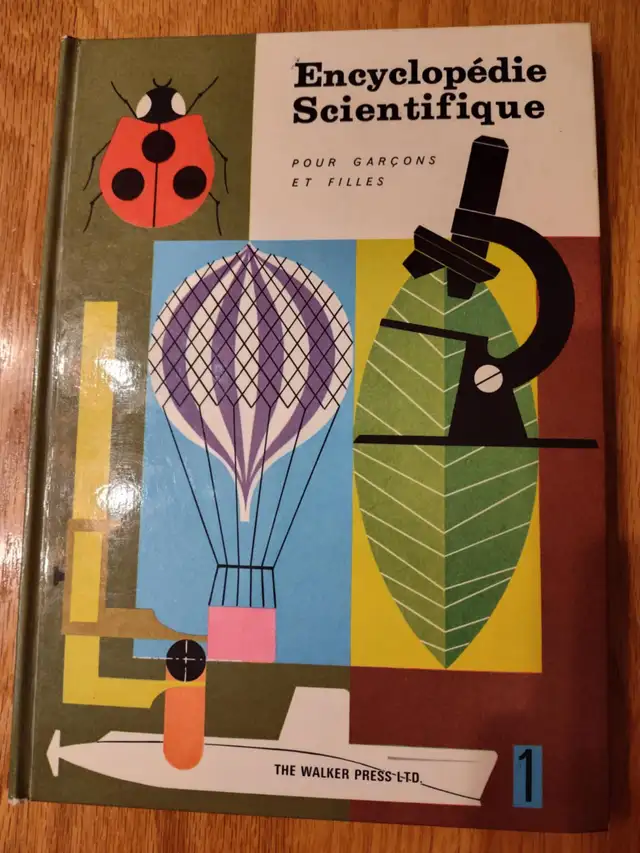 Encyclopédie
Scientifique
POUR GARÇONS
ET FILLES
THE WALKER PRESS LTD.
1